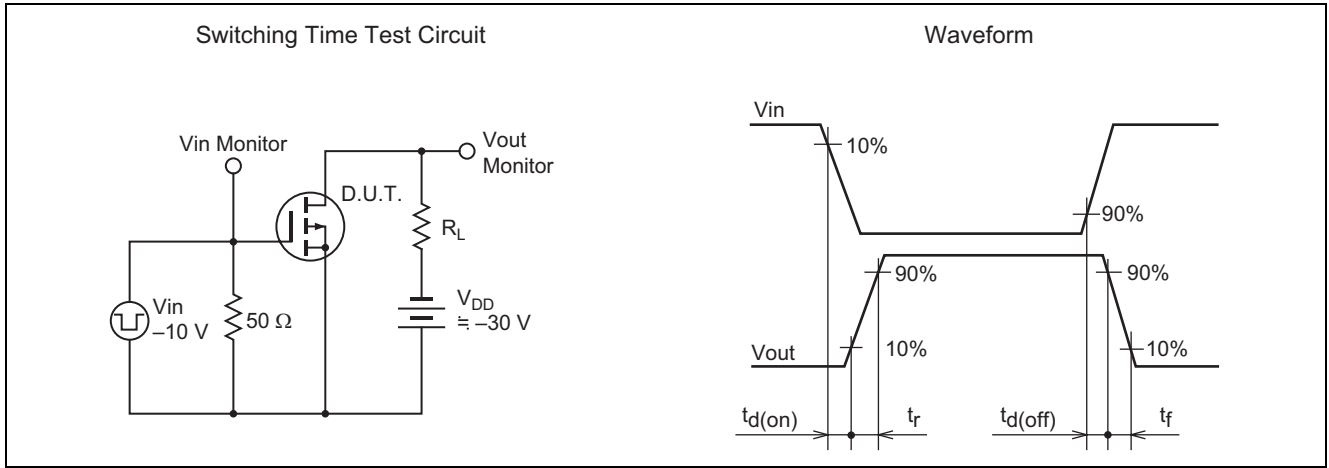 Switching Time Test Circuit
Vin Monitor
D.U.T.
Vout
Monitor
RL
Vin
–10 V
50 Ω
VDD
≒ –30 V
Waveform
Vin
10%
90%
90%
90%
Vout
10%
10%
td(on)
tr
td(off)
tf